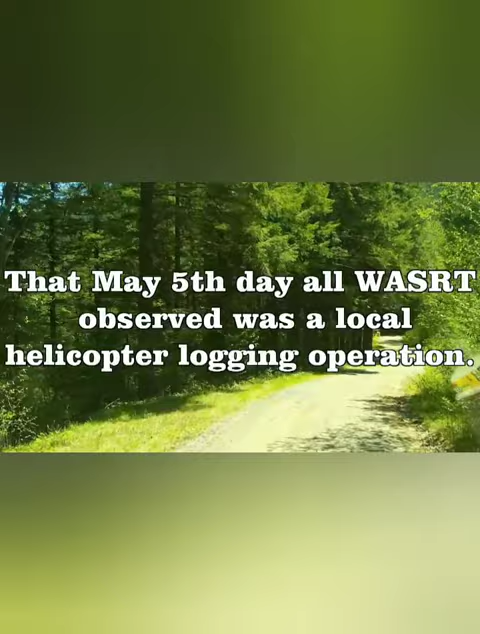 That May 5th day all WASRT
observed was a local
helicopter logging operation.